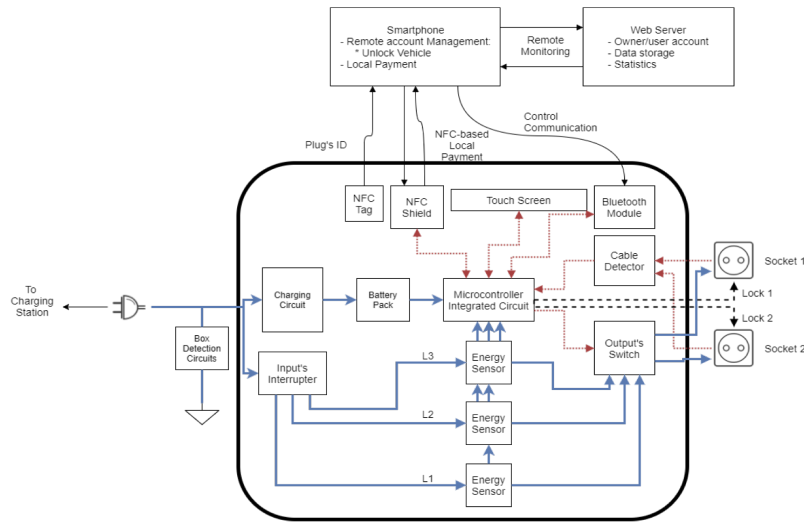 Smartphone
- Remote account Management:
* Unlock Vehicle
- Local Payment
Remote
Monitoring
Web Server
- Owner/user account
- Data storage
- Statistics
Plug's ID
NFC-based
Local
Payment
Control
Communication
NFC
Tag
NFC
Shield
Touch Screen
Bluetooth
Module
Cable
Detector
Socket 1
To
Charging
Station
Charging
Circuit
Battery
Pack
Microcontroller
Integrated Circuit
Lock 1
Lock 2
Box
Detection
Circuits
Input's
Interrupter
L3
Energy
Sensor
Output's
Switch
Socket 2
L2
Energy
Sensor
L1
Energy
Sensor